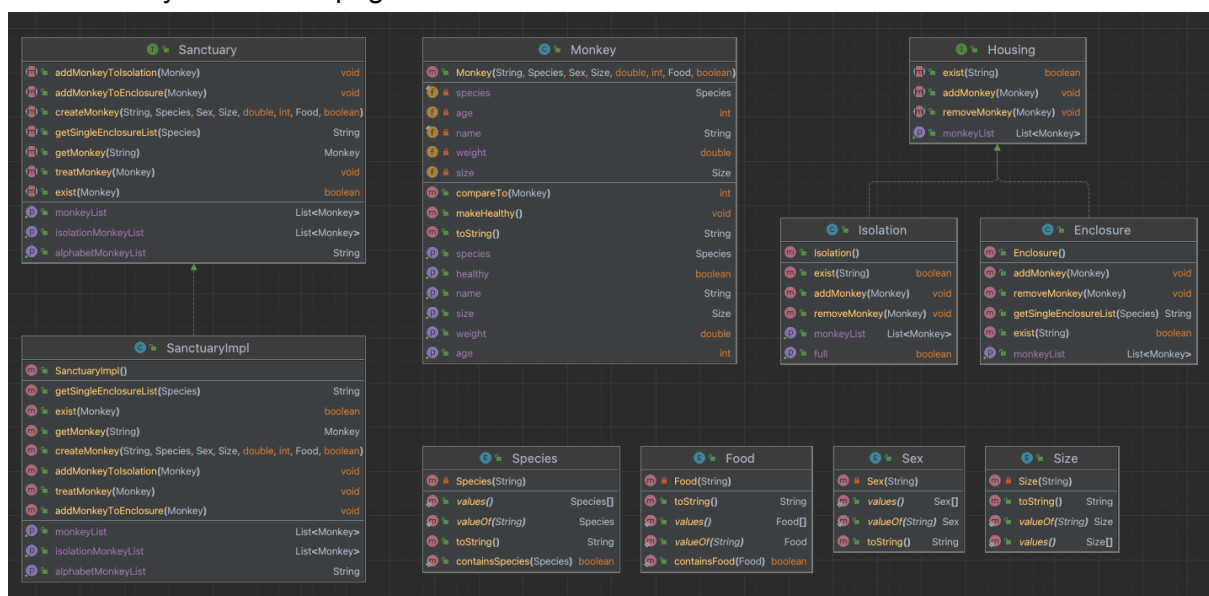 Sanctuary
addMonkeyToIsolation(Monkey) void
addMonkeyToEnclosure(Monkey) void
createMonkey(String, Species, Sex, Size, double, int, Food, boolean)
getSingleEnclosureList(Species) String
getMonkey(String) Monkey
treatMonkey(Monkey) void
exist(Monkey) boolean
monkeyList List<Monkey>
isolationMonkeyList List<Monkey>
alphabetMonkeyList String
SanctuaryImpl
SanctuaryImpl()
getSingleEnclosureList(Species) String
exist(Monkey) boolean
getMonkey(String) Monkey
createMonkey(String, Species, Sex, Size, double, int, Food, boolean)
addMonkeyToIsolation(Monkey) void
treatMonkey(Monkey) void
addMonkeyToEnclosure(Monkey) void
monkeyList List<Monkey>
isolationMonkeyList List<Monkey>
alphabetMonkeyList String
Monkey
Monkey(String, Species, Sex, Size, double, int, Food, boolean)
species Species
age int
name String
weight double
size Size
compareTo(Monkey) int
makeHealthy() void
toString() String
species Species
healthy boolean
name String
size Size
weight double
age int
Housing
exist(String) boolean
addMonkey(Monkey) void
removeMonkey(Monkey) void
monkeyList List<Monkey>
Isolation
Isolation()
exist(String) boolean
addMonkey(Monkey) void
removeMonkey(Monkey) void
monkeyList List<Monkey>
full boolean
Enclosure
Enclosure()
addMonkey(Monkey) void
removeMonkey(Monkey) void
getSingleEnclosureList(Species) String
exist(String) boolean
monkeyList List<Monkey>
Species
Species(String)
values() Species[]
valueOf(String) Species
toString() String
containsSpecies(Species) boolean
Food
Food(String)
toString() String
values() Food[]
valueOf(String) Food
containsFood(Food) boolean
Sex
Sex(String)
values() Sex[]
valueOf(String) Sex
toString() String
Size
Size(String)
toString() String
valueOf(String) Size
values() Size[]